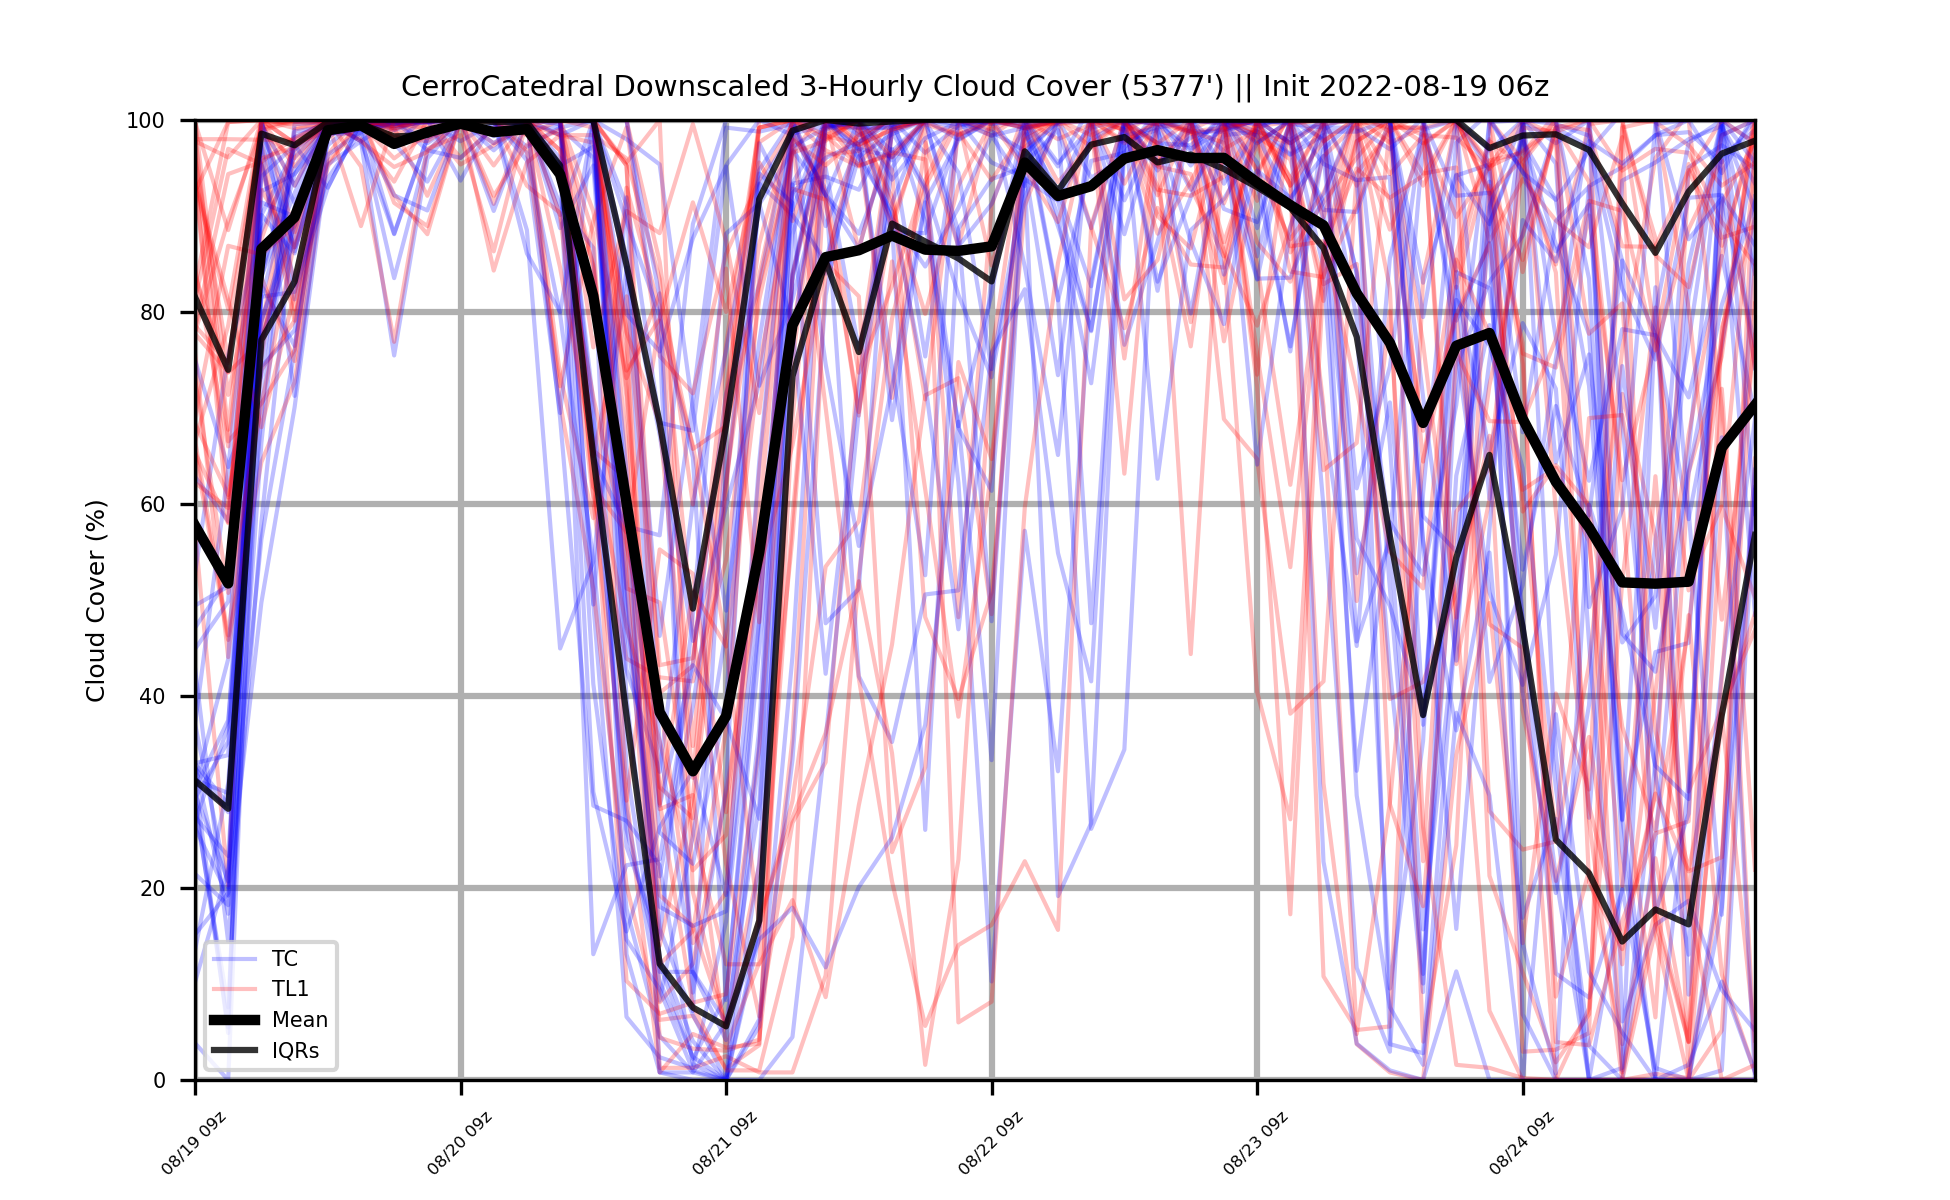 CerroCatedral Downscaled 3-Hourly Cloud Cover (5377') || Init 2022-08-19 06z
100
80
60
40
20
0
Cloud Cover (%)
TC
TL1
Mean
IQRs
08/19 09z
08/20 09z
08/21 09z
08/22 09z
08/23 09z
08/24 09z